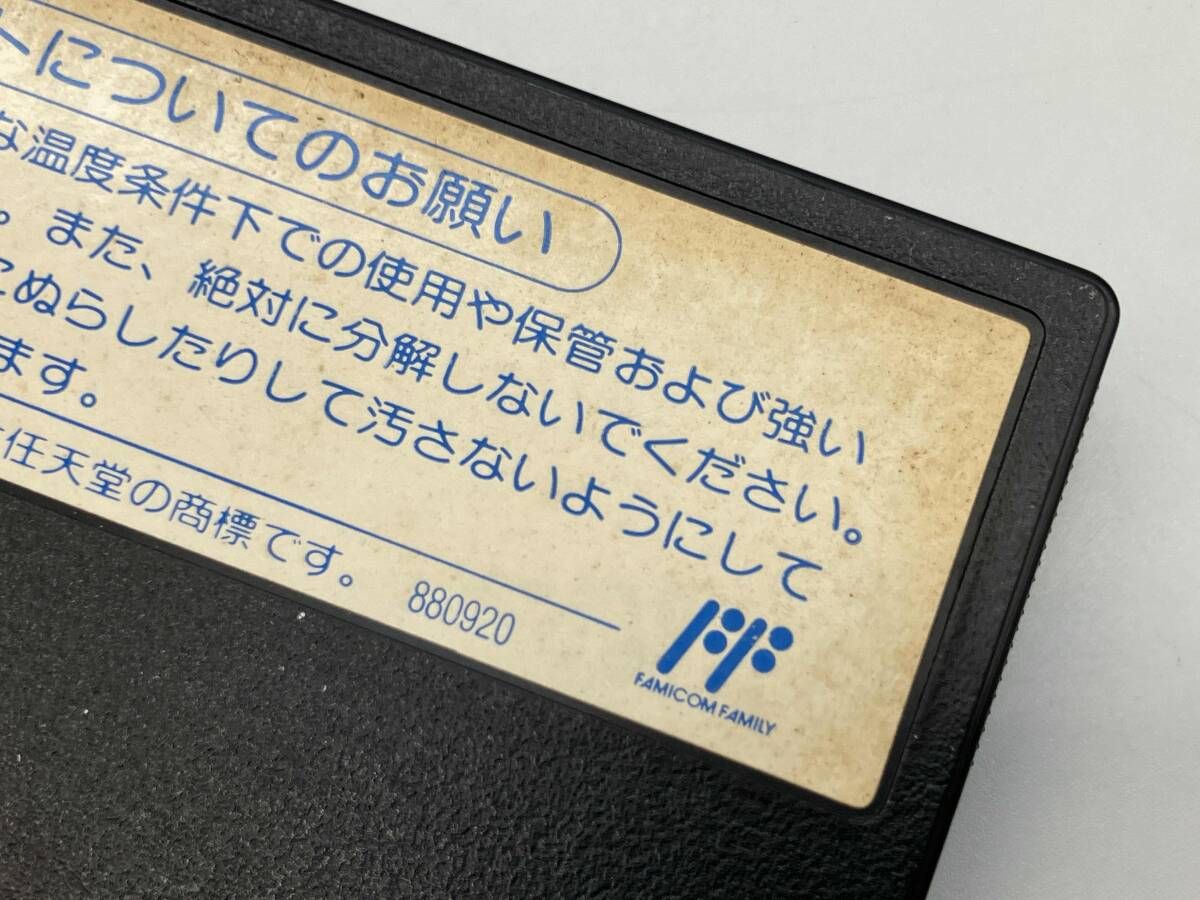 トについてのお願い
な温度条件下での使用や保管および強い
。また、絶対に分解しないでください。
たぬらしたりして汚さないようにして
ます。
任天堂の商標です。 880920
FAMICOM FAMILY